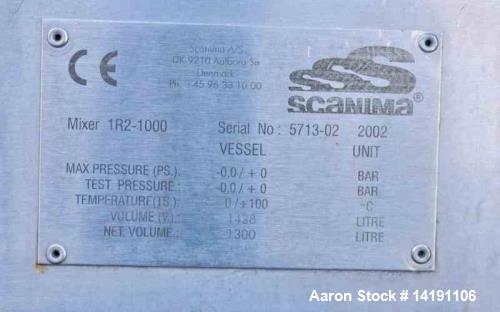 CE
Scanima A/S
DK-9210 Aalborg Sø
Denmark
Ph. +45 96 33 10 00
SSS
scanima®
Mixer 1R2-1000 Serial No: 5713-02 2002
VESSEL UNIT
MAX PRESSURE (PS.) -0.0/ + 0 BAR
TEST PRESSURE: -0.0/ + 0 BAR
TEMPERATURE(TS.) 0/+100 °C
VOLUME (V.) 1428 LITRE
NET. VOLUME.: 1300 LITRE
Aaron Stock # 14191106